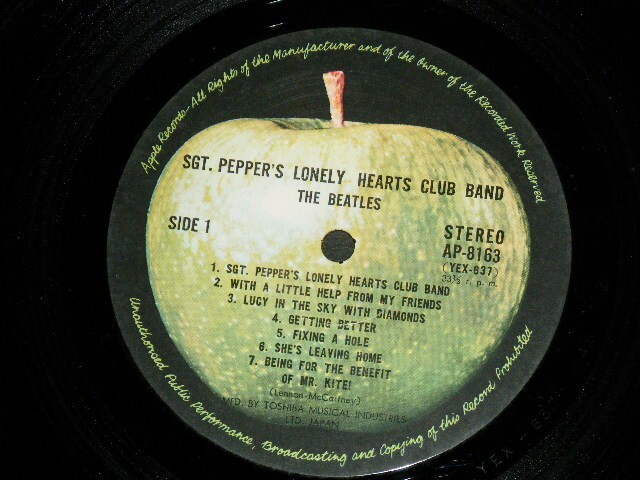 Apple Records-All Rights of the Manufacturer and of the Owner of the Recorded Work Reserved
SGT. PEPPER'S LONELY HEARTS CLUB BAND
THE BEATLES
SIDE 1
STEREO
AP-8163
(YEX-637)
33⅓ r. p. m.
1. SGT. PEPPER'S LONELY HEARTS CLUB BAND
2. WITH A LITTLE HELP FROM MY FRIENDS
3. LUCY IN THE SKY WITH DIAMONDS
4. GETTING BETTER
5. FIXING A HOLE
6. SHE'S LEAVING HOME
7. BEING FOR THE BENEFIT
OF MR. KITE!
(Lennon-McCartney)
MFD. BY TOSHIBA MUSICAL INDUSTRIES
LTD. JAPAN
Unauthorised Public Performance, Broadcasting and Copying of this Record Prohibited